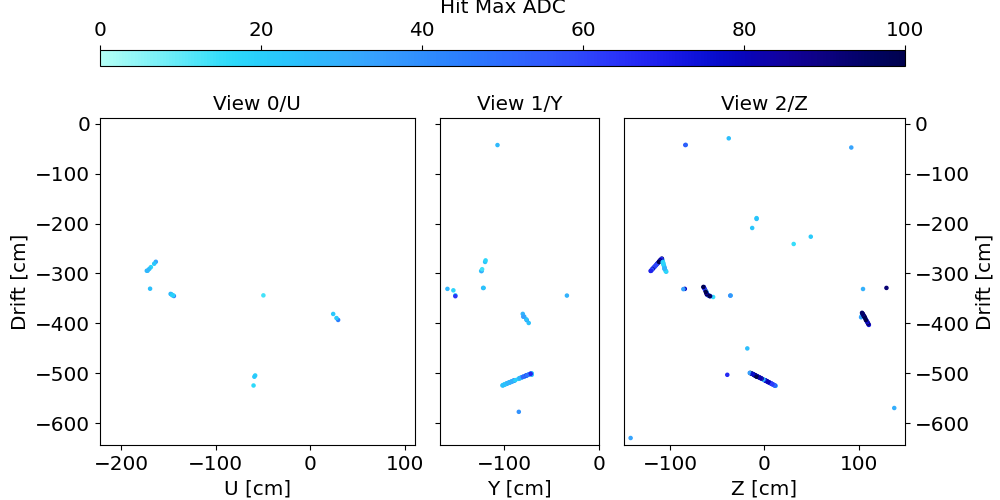 Hit Max ADC
0 20 40 60 80 100
View 0/U View 1/Y View 2/Z
0 0
−100 −100
−200 −200
−300 −300
−400 −400
−500 −500
−600 −600
Drift [cm] Drift [cm]
−200 −100 0 100 −100 0 −100 0 100
U [cm] Y [cm] Z [cm]